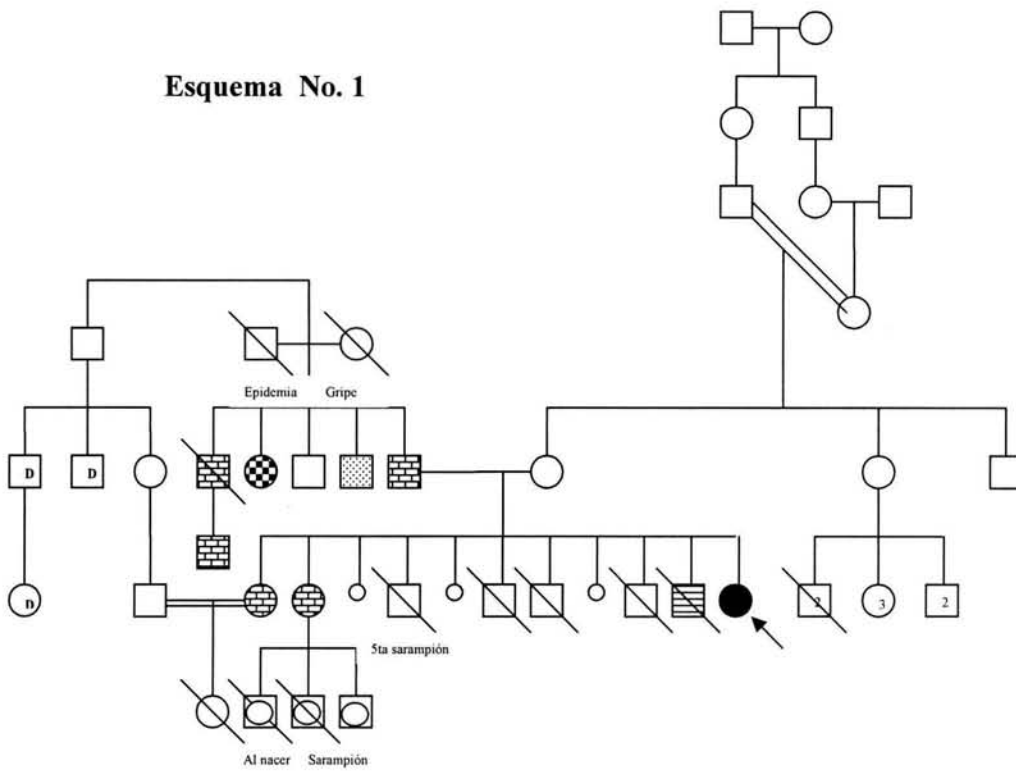 Esquema No. 1
Epidemia Gripe
D D
D 2 3 2
5ta sarampión
Al nacer Sarampión